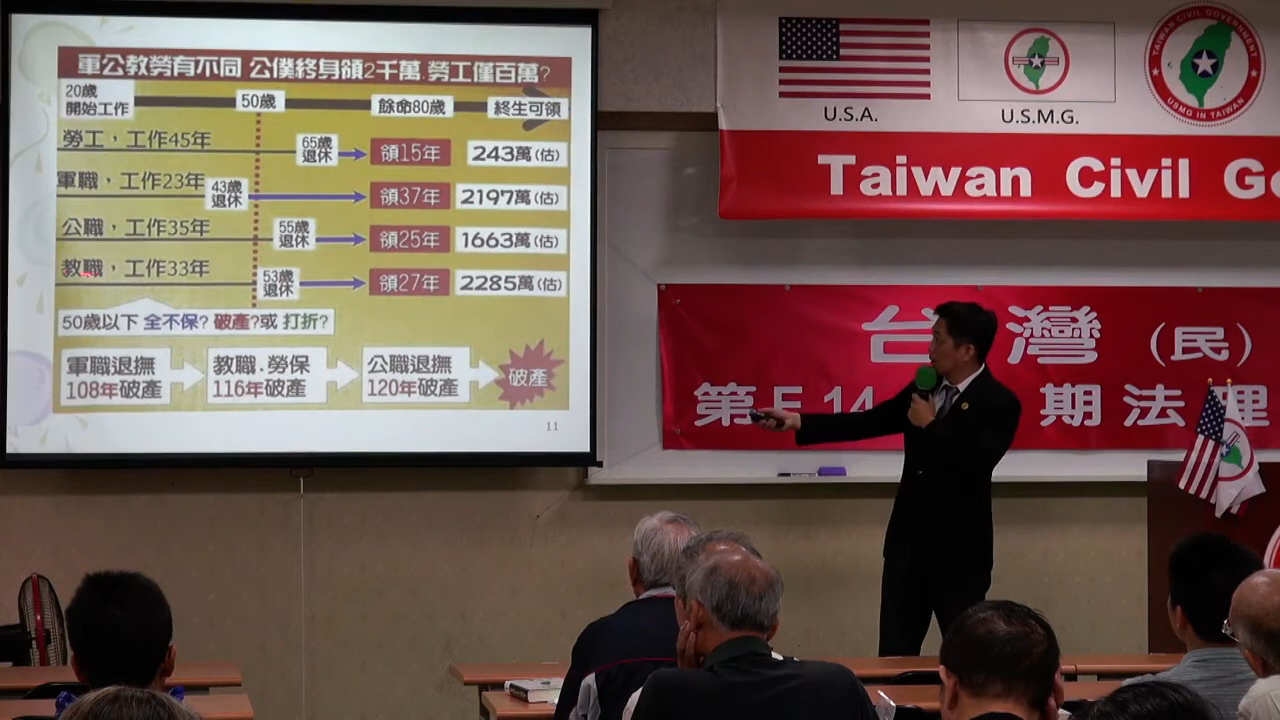 軍公教勞有不同 公僕終身領2千萬,勞工僅百萬?
20歲
開始工作
50歲
餘命80歲
終生可領
勞工,工作45年
65歲
退休
領15年
243萬(估)
軍職,工作23年
43歲
退休
領37年
2197萬(估)
公職,工作35年
55歲
退休
領25年
1663萬(估)
教職,工作33年
53歲
退休
領27年
2285萬(估)
50歲以下 全不保? 破產?或 打折?
軍職退撫
108年破產
教職.勞保
116年破產
公職退撫
120年破產
破產
11
U.S.A.
U.S.M.G.
TAIWAN CIVIL GOVERNMENT
USMG IN TAIWAN
Taiwan Civil G
台灣(民)
第 14 期法理